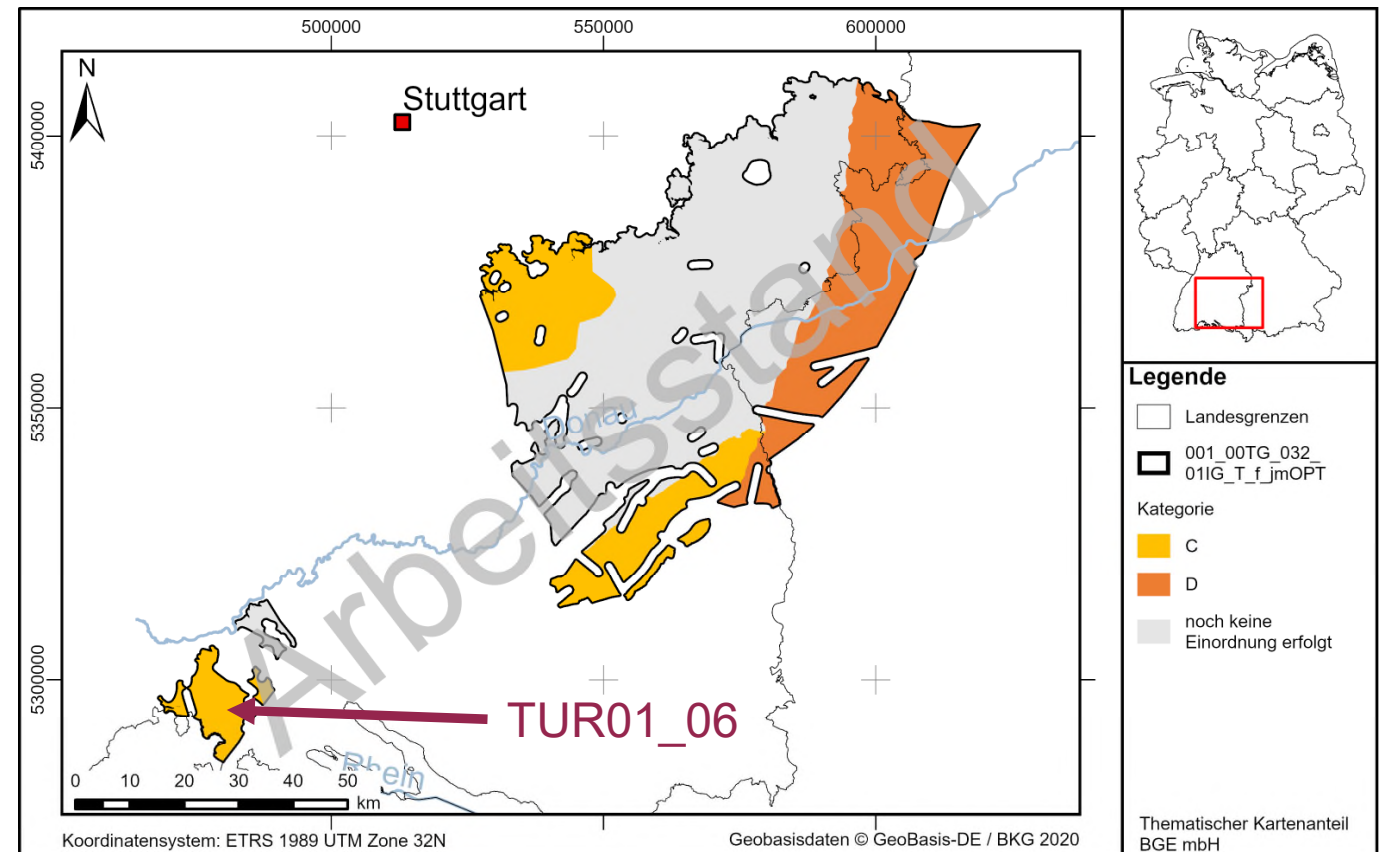 500000
550000
600000
5400000
5350000
5300000
N
Stuttgart
Donau
Arbeitsstand
TUR01_06
Rhein
0 10 20 30 40 50
km
Koordinatensystem: ETRS 1989 UTM Zone 32N
Geobasisdaten © GeoBasis-DE / BKG 2020
Legende
Landesgrenzen
001_00TG_032_
01IG_T_f_jmOPT
Kategorie
C
D
noch keine
Einordnung erfolgt
Thematischer Kartenanteil
BGE mbH